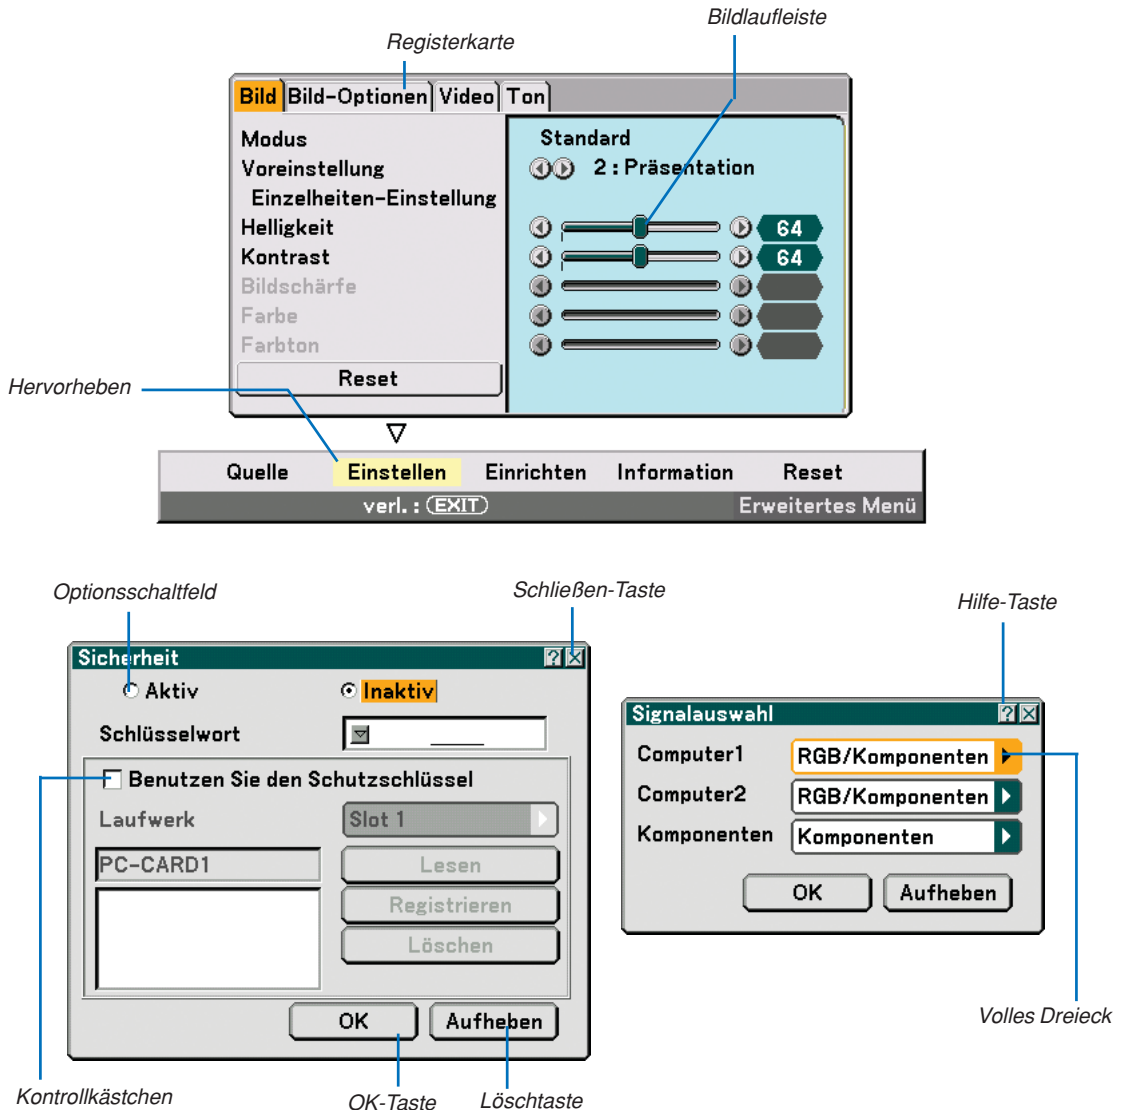 Bildlaufleiste
Registerkarte
Bild Bild-Optionen Video Ton
Modus Standard
Voreinstellung 2 : Präsentation
Einzelheiten-Einstellung
Helligkeit 64
Kontrast 64
Bildschärfe
Farbe
Farbton
Reset
Hervorheben
Quelle Einstellen Einrichten Information Reset
verl. : EXIT Erweitertes Menü
Optionsschaltfeld
Schließen-Taste
Hilfe-Taste
Sicherheit ? X
Aktiv Inaktiv
Schlüsselwort
Benutzen Sie den Schutzschlüssel
Laufwerk Slot 1
PC-CARD1 Lesen
Registrieren
Löschen
OK Aufheben
Signalauswahl ? X
Computer1 RGB/Komponenten
Computer2 RGB/Komponenten
Komponenten Komponenten
OK Aufheben
Volles Dreieck
Kontrollkästchen
OK-Taste
Löschtaste